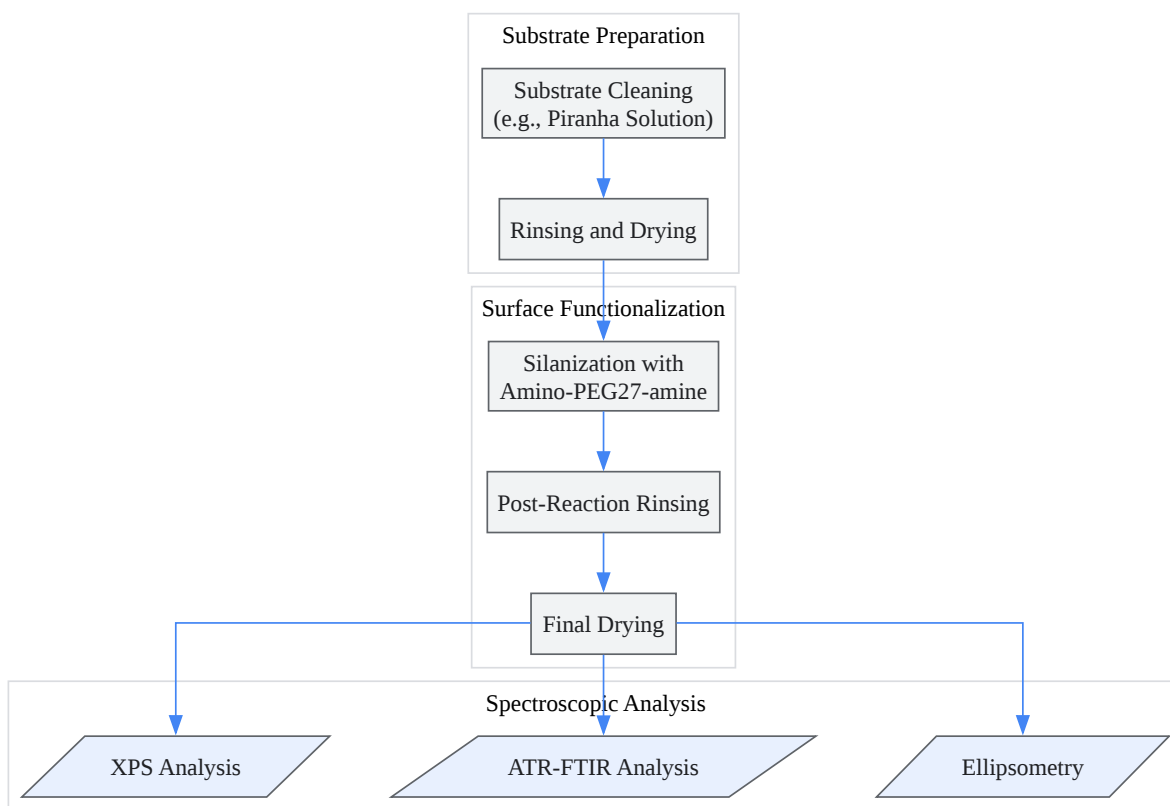 Substrate Preparation
Substrate Cleaning
(e.g., Piranha Solution)
Rinsing and Drying
Surface Functionalization
Silanization with
Amino-PEG27-amine
Post-Reaction Rinsing
Final Drying
Spectroscopic Analysis
XPS Analysis
ATR-FTIR Analysis
Ellipsometry